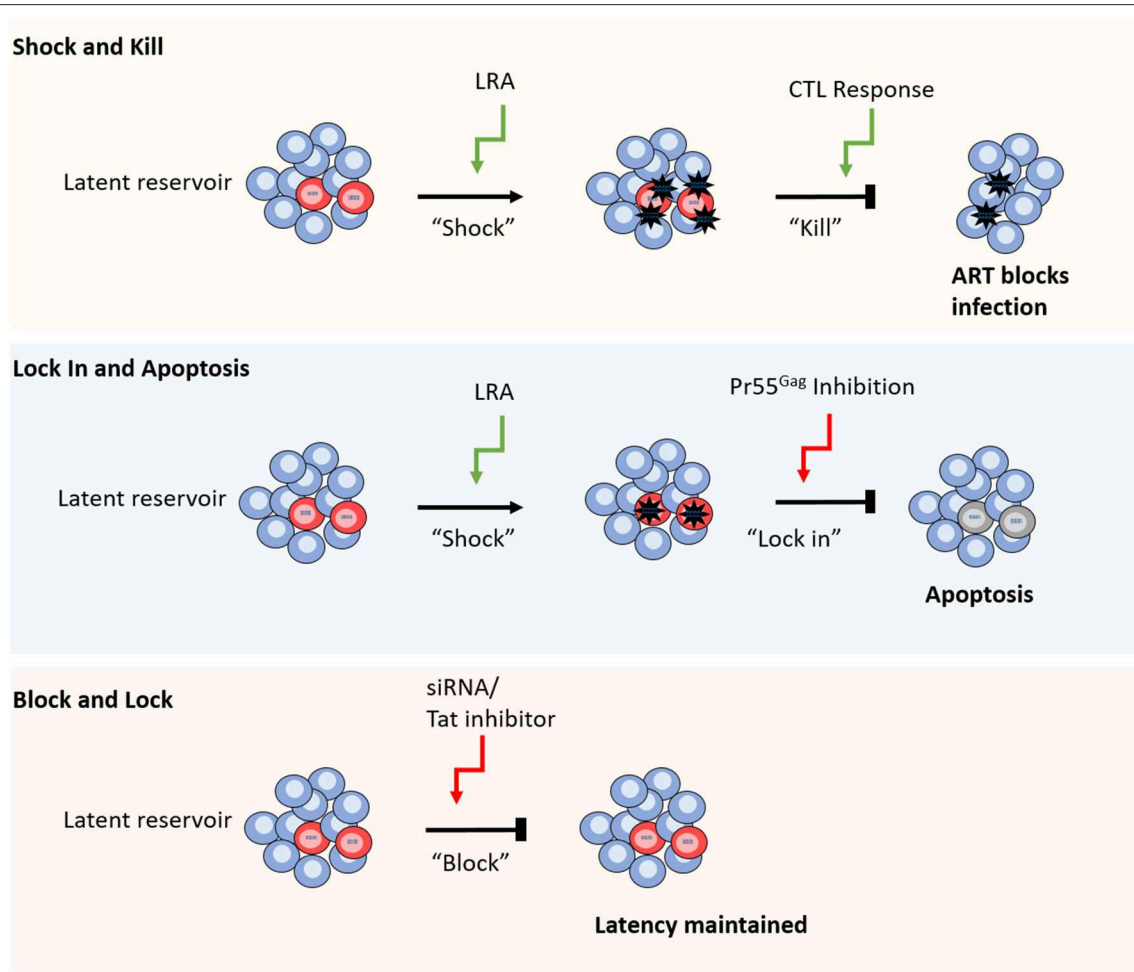 Shock and Kill
LRA
CTL Response
Latent reservoir
“Shock”
“Kill”
ART blocks
infection
Lock In and Apoptosis
LRA
Pr55Gag Inhibition
Latent reservoir
“Shock”
“Lock in”
Apoptosis
Block and Lock
siRNA/
Tat inhibitor
Latent reservoir
“Block”
Latency maintained